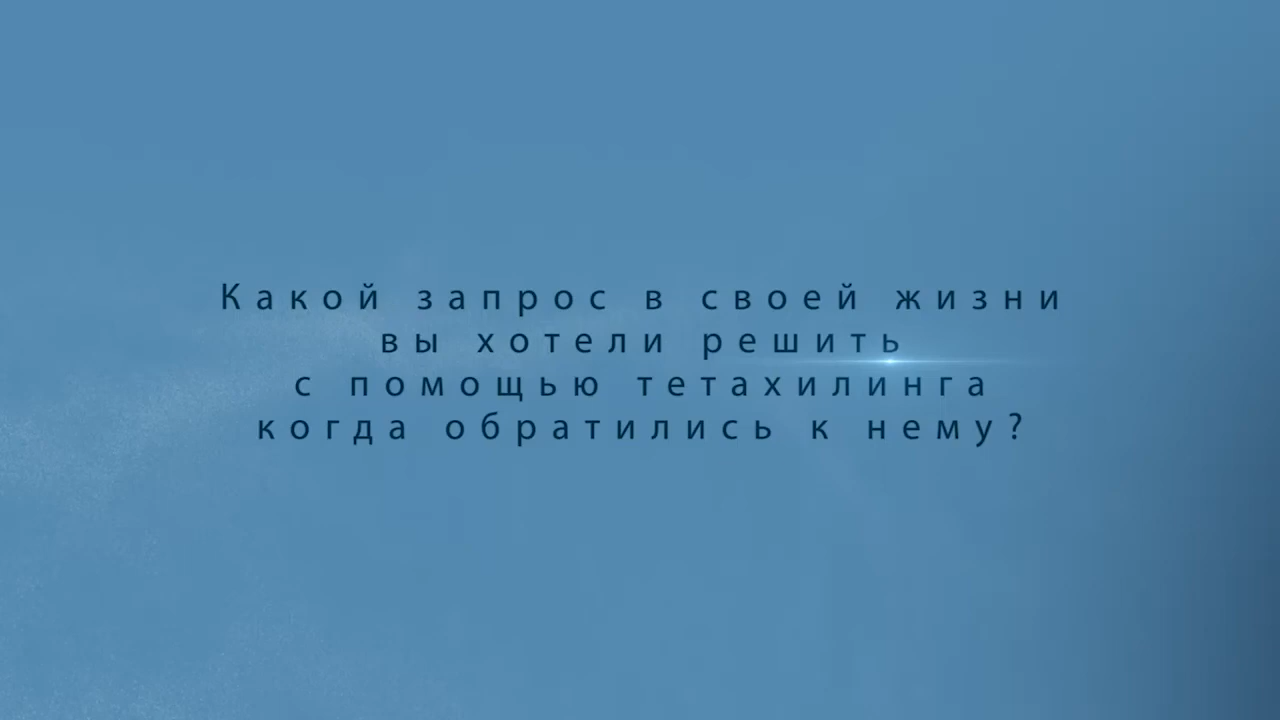 Какой запрос в своей жизни
вы хотели решить
с помощью тетахилинга
когда обратились к нему?